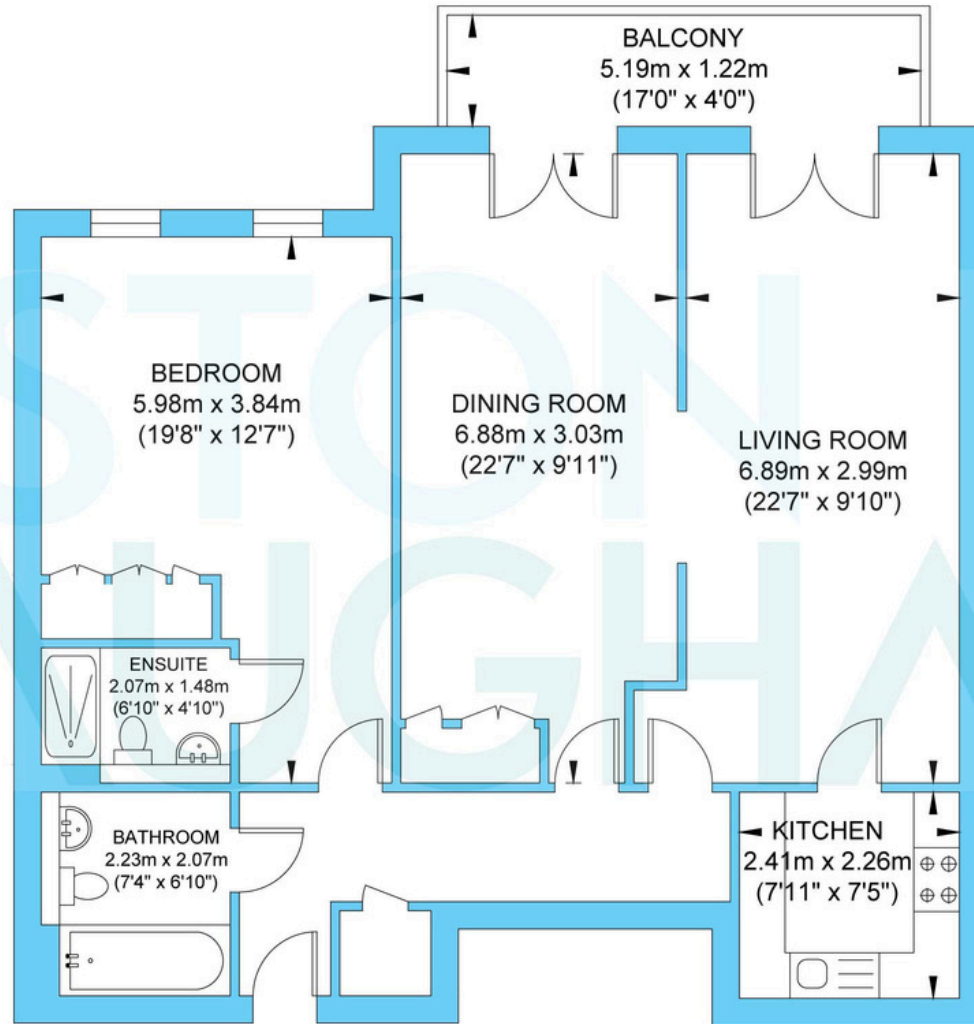 BALCONY
5.19m x 1.22m
(17'0" x 4'0")
BEDROOM
5.98m x 3.84m
(19'8" x 12'7")
DINING ROOM
6.88m x 3.03m
(22'7" x 9'11")
LIVING ROOM
6.89m x 2.99m
(22'7" x 9'10")
ENSUITE
2.07m x 1.48m
(6'10" x 4'10")
BATHROOM
2.23m x 2.07m
(7'4" x 6'10")
KITCHEN
2.41m x 2.26m
(7'11" x 7'5")
STON
AUGHA